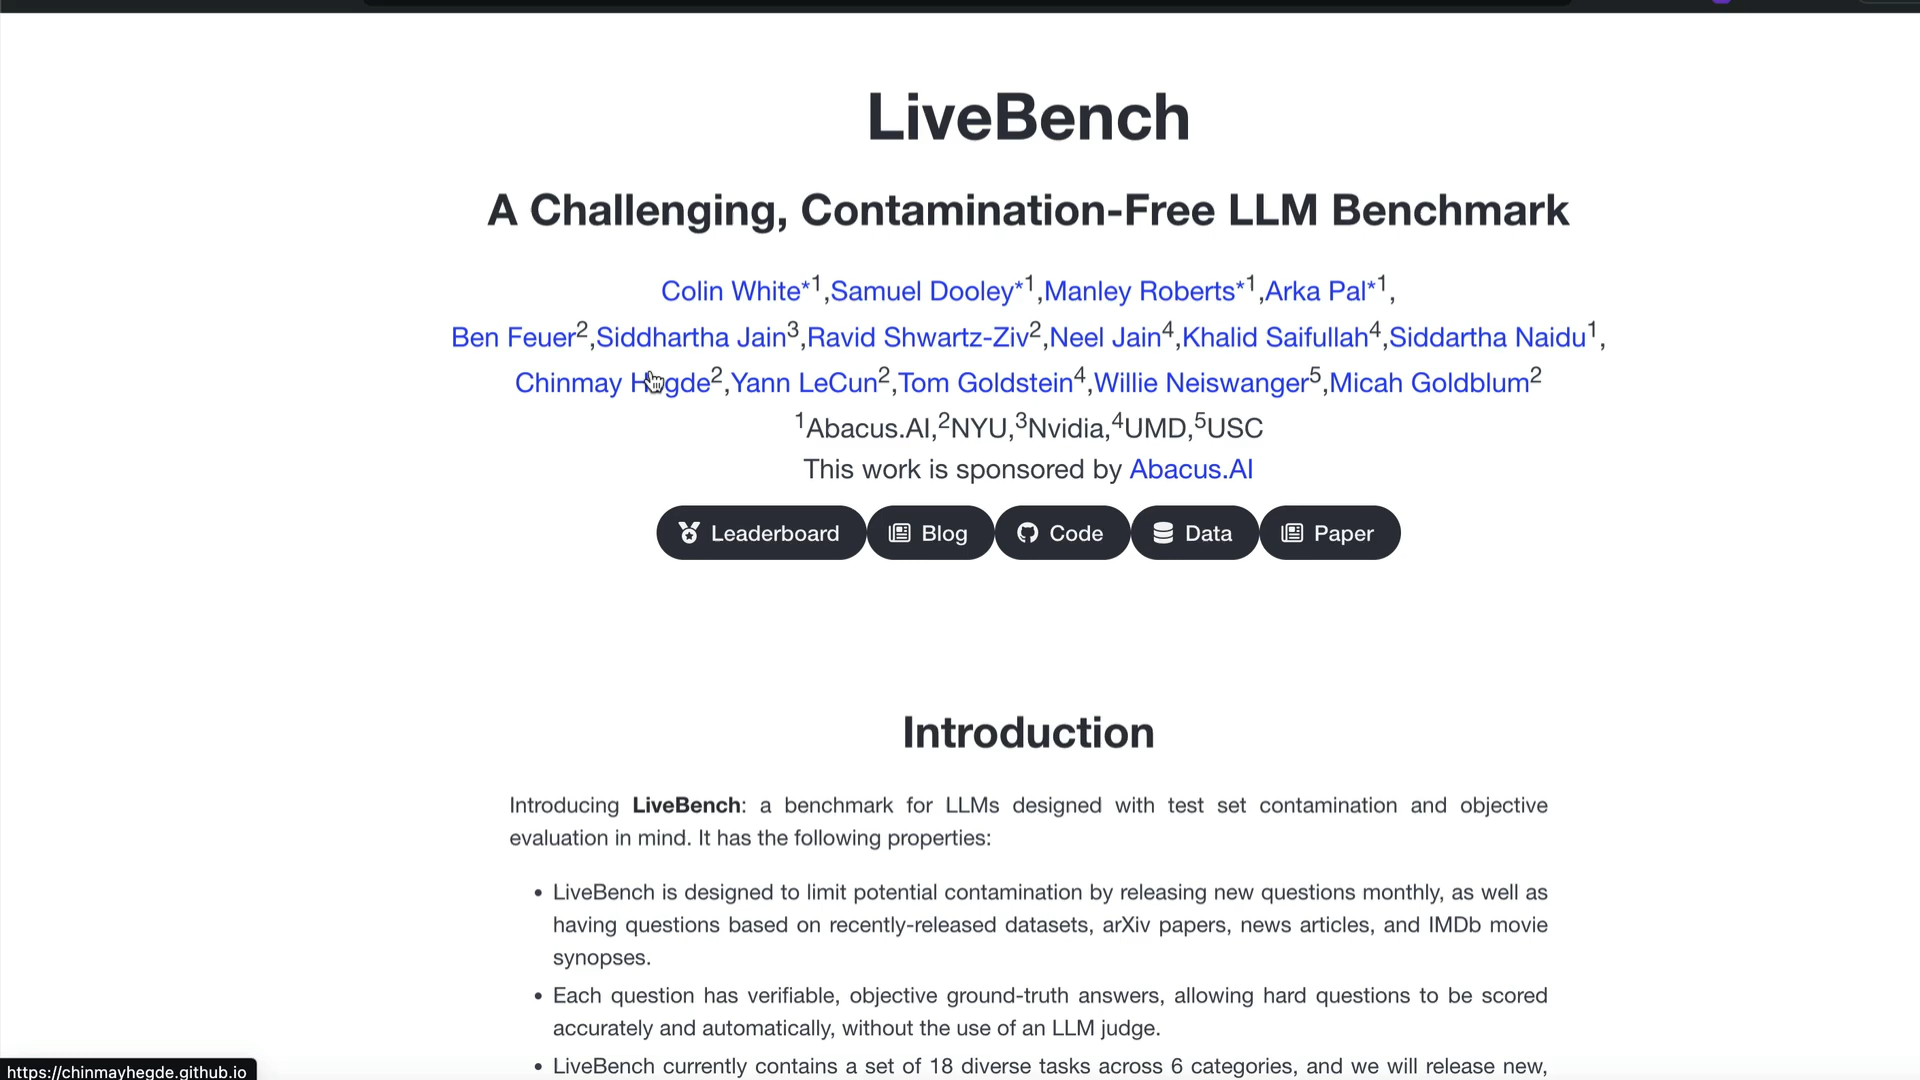 LiveBench
A Challenging, Contamination-Free LLM Benchmark
Colin White*1,Samuel Dooley*1,Manley Roberts*1,Arka Pal*1,
Ben Feuer2,Siddhartha Jain3,Ravid Shwartz-Ziv2,Neel Jain4,Khalid Saifullah4,Siddartha Naidu1,
Chinmay Hegde2,Yann LeCun2,Tom Goldstein4,Willie Neiswanger5,Micah Goldblum2
1Abacus.AI,2NYU,3Nvidia,4UMD,5USC
This work is sponsored by Abacus.AI
Leaderboard Blog Code Data Paper
Introduction
Introducing LiveBench: a benchmark for LLMs designed with test set contamination and objective
evaluation in mind. It has the following properties:
• LiveBench is designed to limit potential contamination by releasing new questions monthly, as well as
having questions based on recently-released datasets, arXiv papers, news articles, and IMDb movie
synopses.
• Each question has verifiable, objective ground-truth answers, allowing hard questions to be scored
accurately and automatically, without the use of an LLM judge.
• LiveBench currently contains a set of 18 diverse tasks across 6 categories, and we will release new,
https://chinmayhegde.github.io